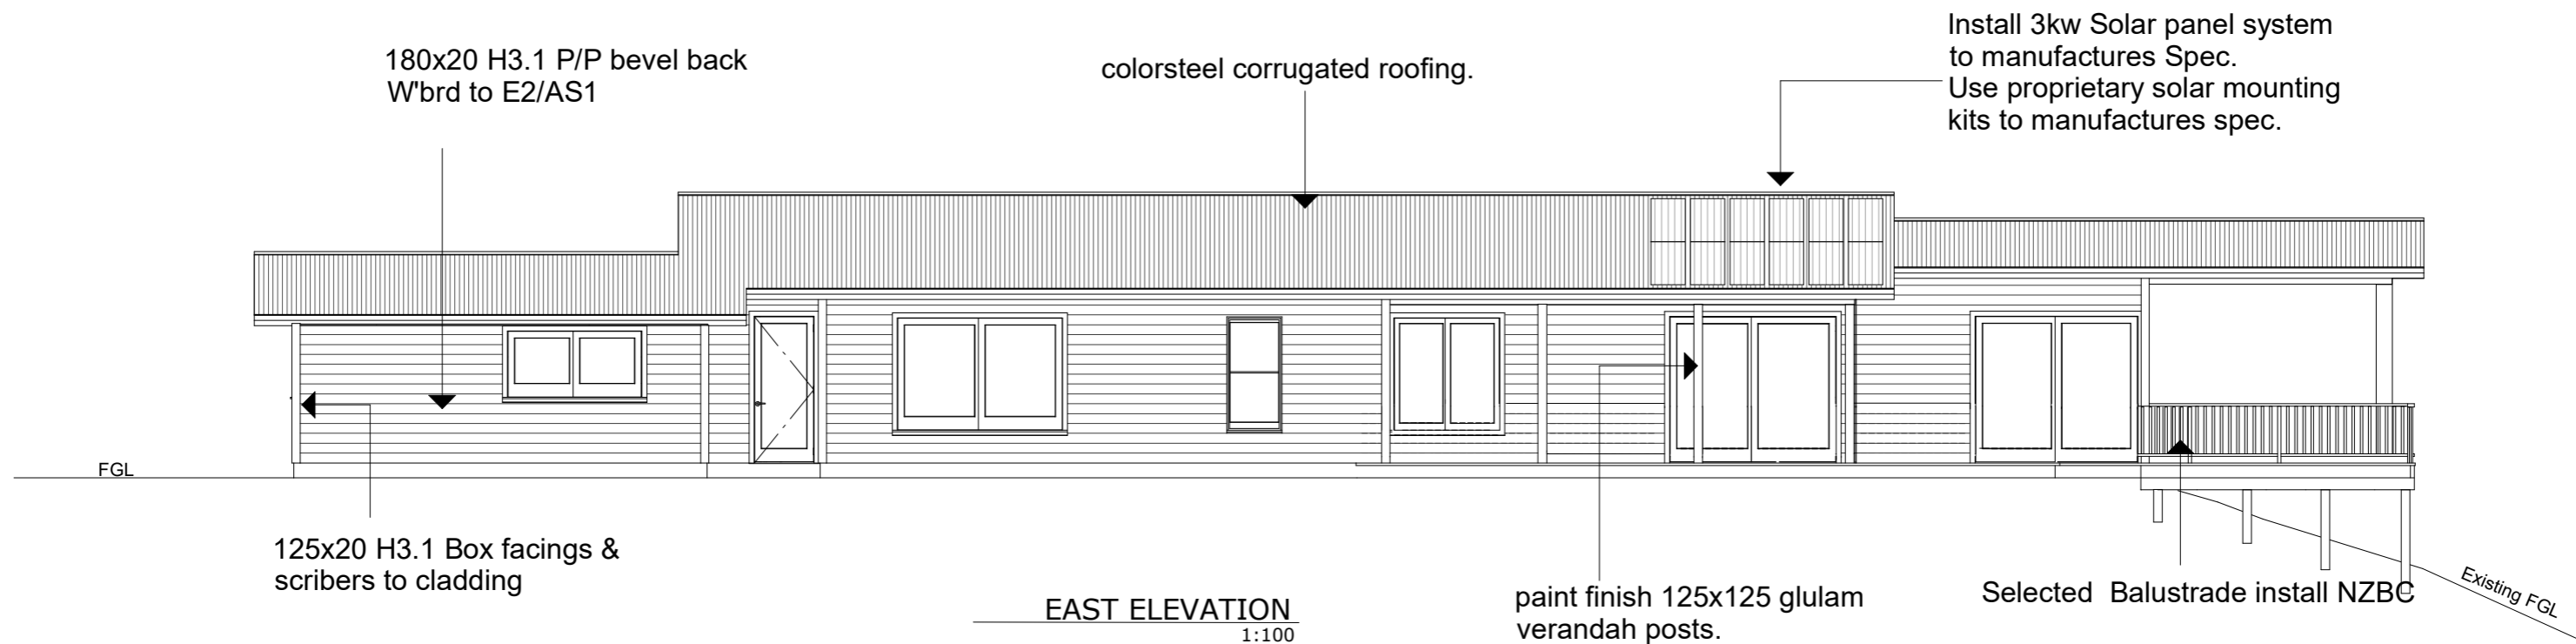 180x20 H3.1 P/P bevel back
W'brd to E2/AS1
colorsteel corrugated roofing.
Install 3kw Solar panel system
to manufactures Spec.
Use proprietary solar mounting
kits to manufactures spec.
FGL
125x20 H3.1 Box facings &
scribers to cladding
EAST ELEVATION
1:100
paint finish 125x125 glulam
verandah posts.
Selected  Balustrade install NZBC
Existing FGL